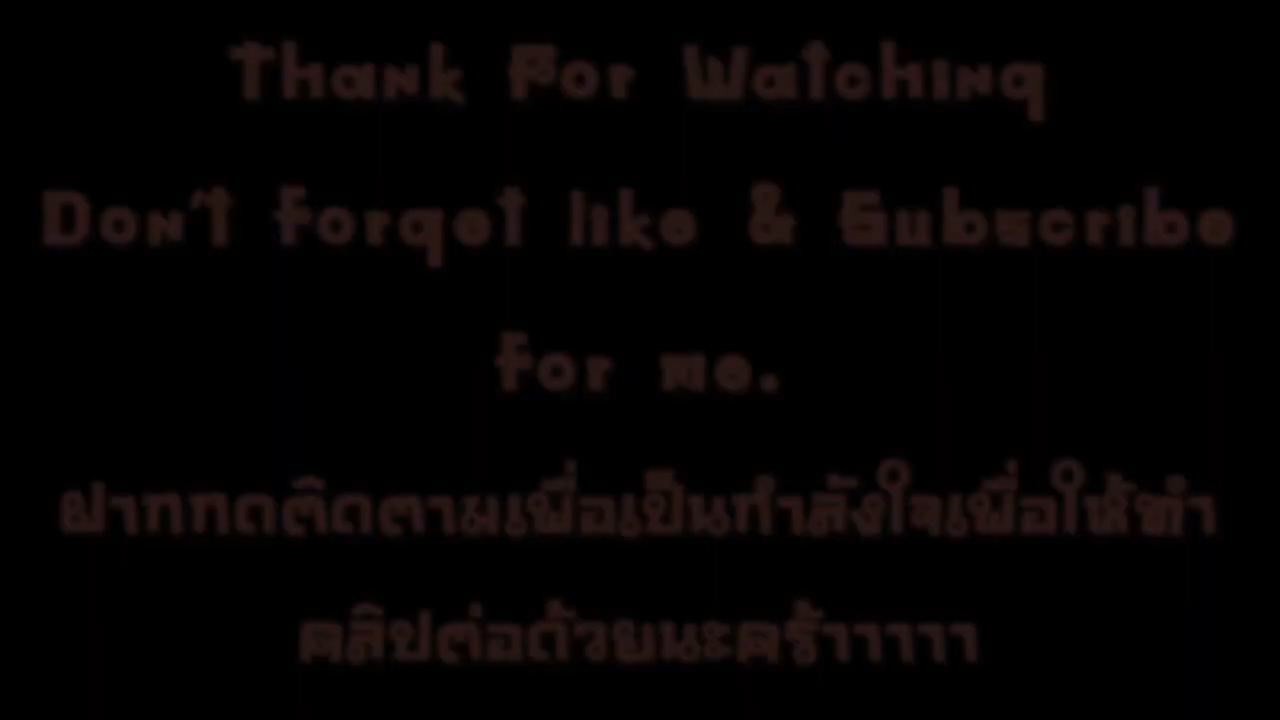 Thank For Watching
Don't forget like & Subscribe
for me.
ฝากกดติดตามเพื่อเป็นกำลังใจเพื่อให้ทำ
คลิปต่อด้วยนะคร้าาาาาา